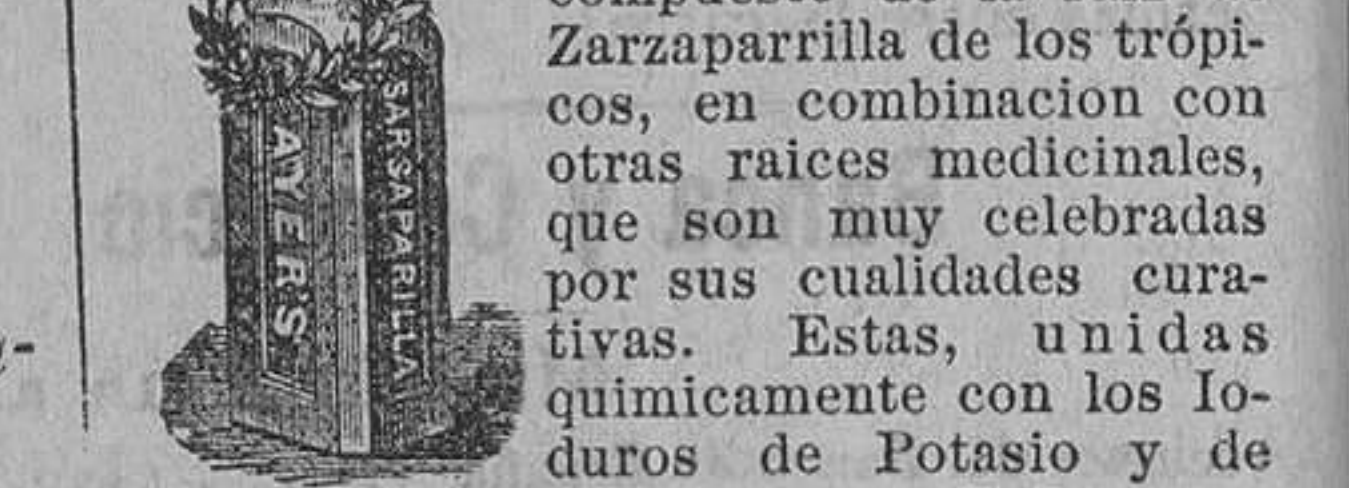 AYER'S
SARSAPARILLA
Zarzaparrilla de los trópi-
cos, en combinacion con
otras raices medicinales,
que son muy celebradas
por sus cualidades cura-
tivas. Estas, unidas
quimicamente con los Io-
duros de Potasio y de